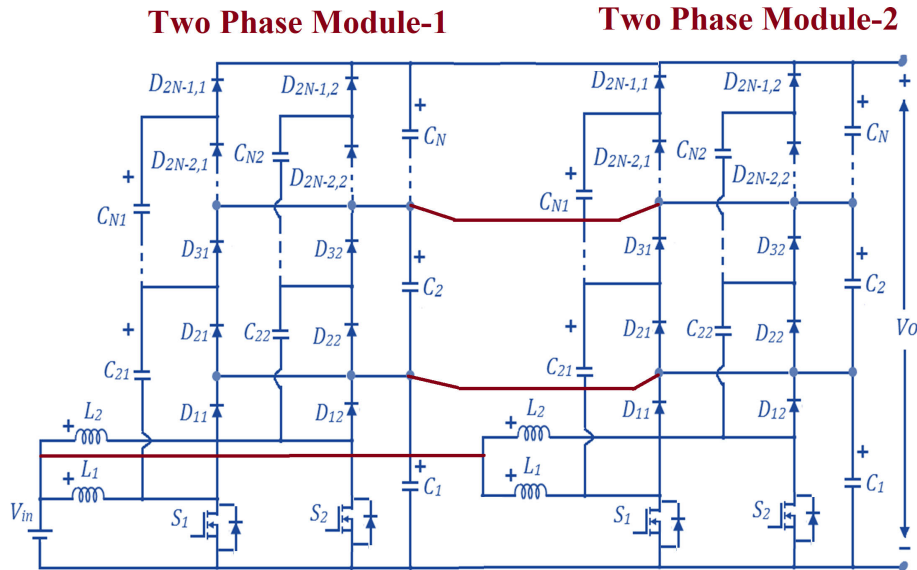 Two Phase Module-1
Two Phase Module-2
D2N-1,1
D2N-1,2
+
CN
D2N-2,1
CN2
D2N-2,2
+
CN1
D31
D32
+
C2
+
D21
C22
D22
C21
D11
D12
L2
+
L1
+
+
C1
Vin
S1
S2
D2N-1,1
D2N-1,2
+
CN
D2N-2,1
CN2
D2N-2,2
+
CN1
D31
D32
+
C2
+
D21
C22
D22
C21
D11
D12
L2
+
L1
+
+
C1
S1
S2
+
Vo
−